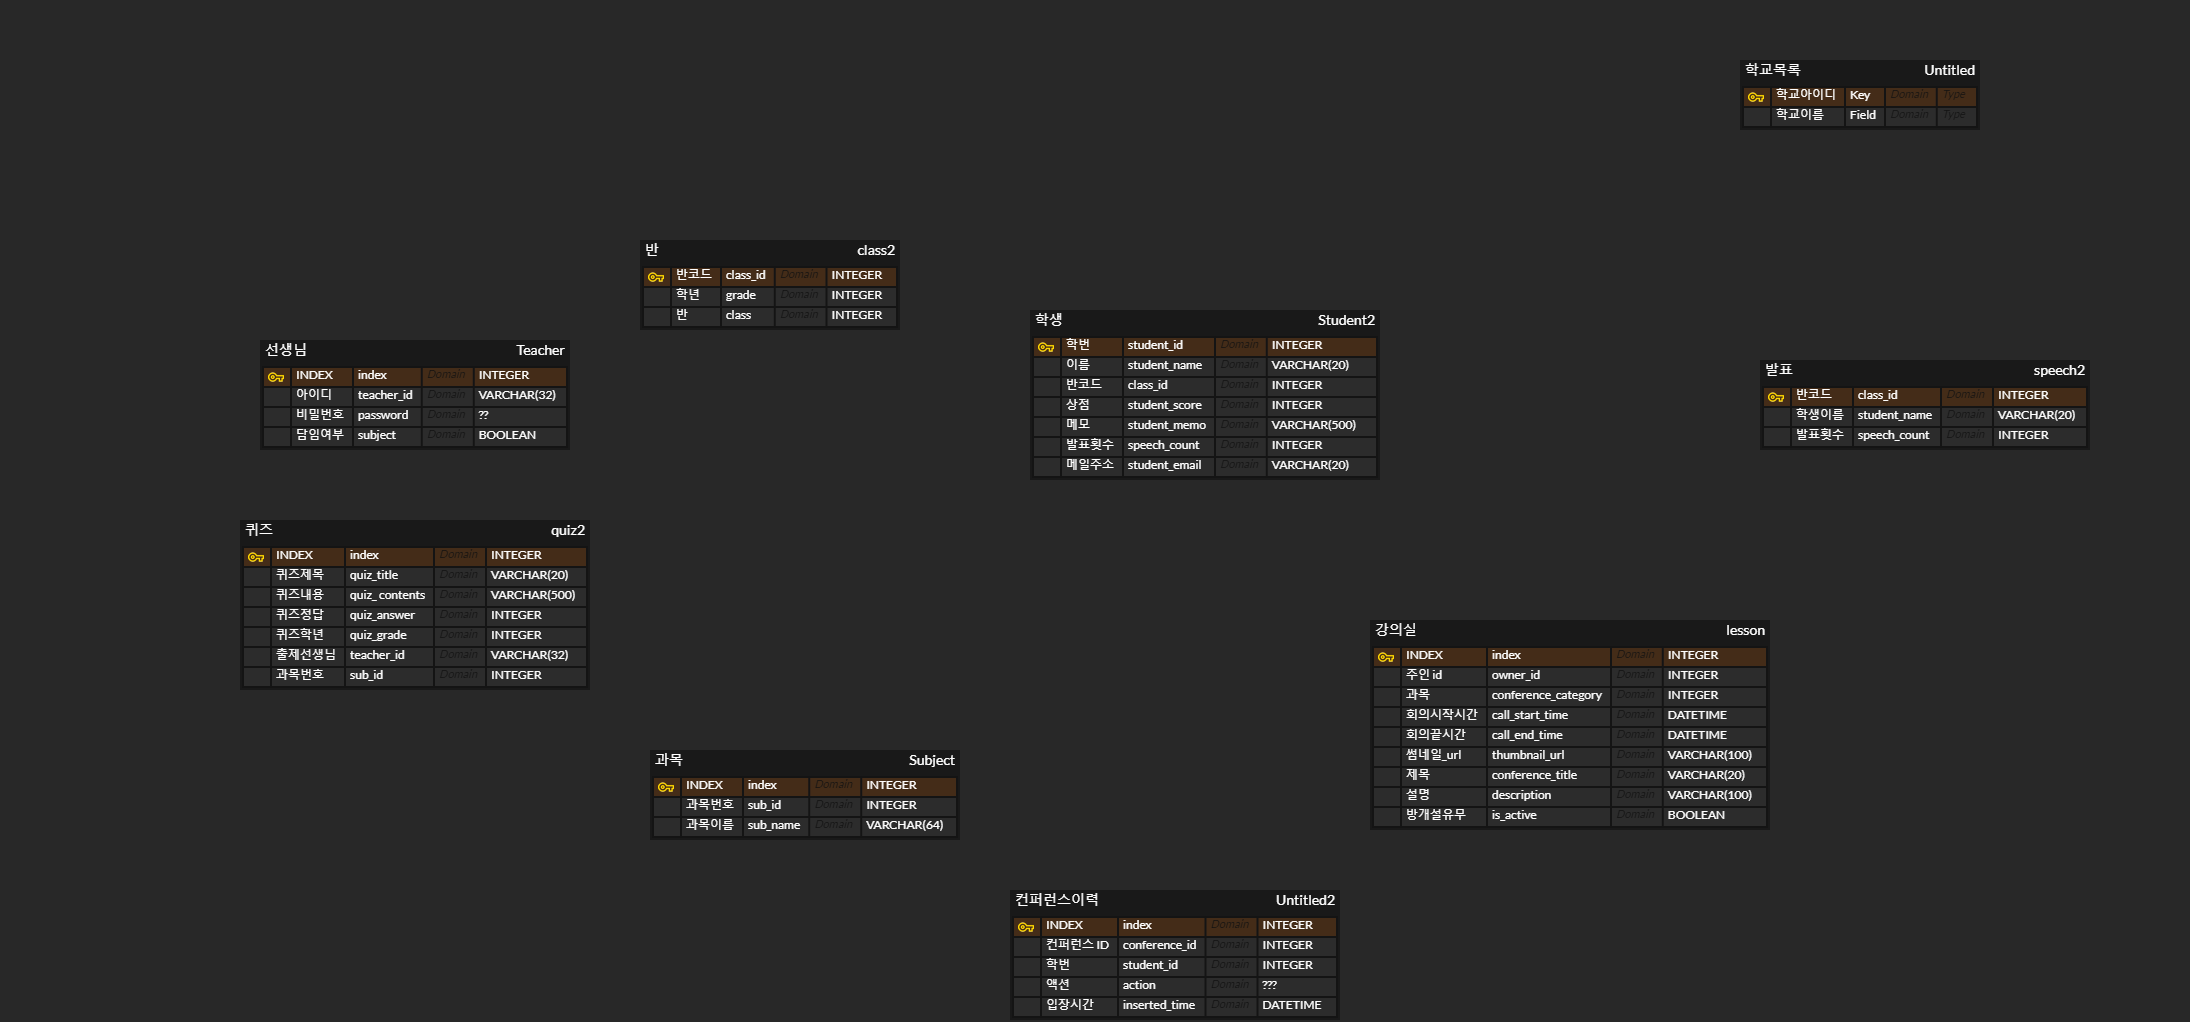 학교목록 Untitled
학교아이디 Key Domain Type
학교이름 Field Domain Type
반 class2
반코드 class_id Domain INTEGER
학년 grade Domain INTEGER
반 class Domain INTEGER
학생 Student2
학번 student_id Domain INTEGER
이름 student_name Domain VARCHAR(20)
반코드 class_id Domain INTEGER
상점 student_score Domain INTEGER
메모 student_memo Domain VARCHAR(500)
발표횟수 speech_count Domain INTEGER
메일주소 student_email Domain VARCHAR(20)
선생님 Teacher
INDEX index Domain INTEGER
아이디 teacher_id Domain VARCHAR(32)
비밀번호 password Domain ??
담임여부 subject Domain BOOLEAN
발표 speech2
반코드 class_id Domain INTEGER
학생이름 student_name Domain VARCHAR(20)
발표횟수 speech_count Domain INTEGER
퀴즈 quiz2
INDEX index Domain INTEGER
퀴즈제목 quiz_title Domain VARCHAR(20)
퀴즈내용 quiz_ contents Domain VARCHAR(500)
퀴즈정답 quiz_answer Domain INTEGER
퀴즈학년 quiz_grade Domain INTEGER
출제선생님 teacher_id Domain VARCHAR(32)
과목번호 sub_id Domain INTEGER
강의실 lesson
INDEX index Domain INTEGER
주인 id owner_id Domain INTEGER
과목 conference_category Domain INTEGER
회의시작시간 call_start_time Domain DATETIME
회의끝시간 call_end_time Domain DATETIME
썸네일_url thumbnail_url Domain VARCHAR(100)
제목 conference_title Domain VARCHAR(20)
설명 description Domain VARCHAR(100)
방개설유무 is_active Domain BOOLEAN
과목 Subject
INDEX index Domain INTEGER
과목번호 sub_id Domain INTEGER
과목이름 sub_name Domain VARCHAR(64)
컨퍼런스이력 Untitled2
INDEX index Domain INTEGER
컨퍼런스 ID conference_id Domain INTEGER
학번 student_id Domain INTEGER
액션 action Domain ???
입장시간 inserted_time Domain DATETIME